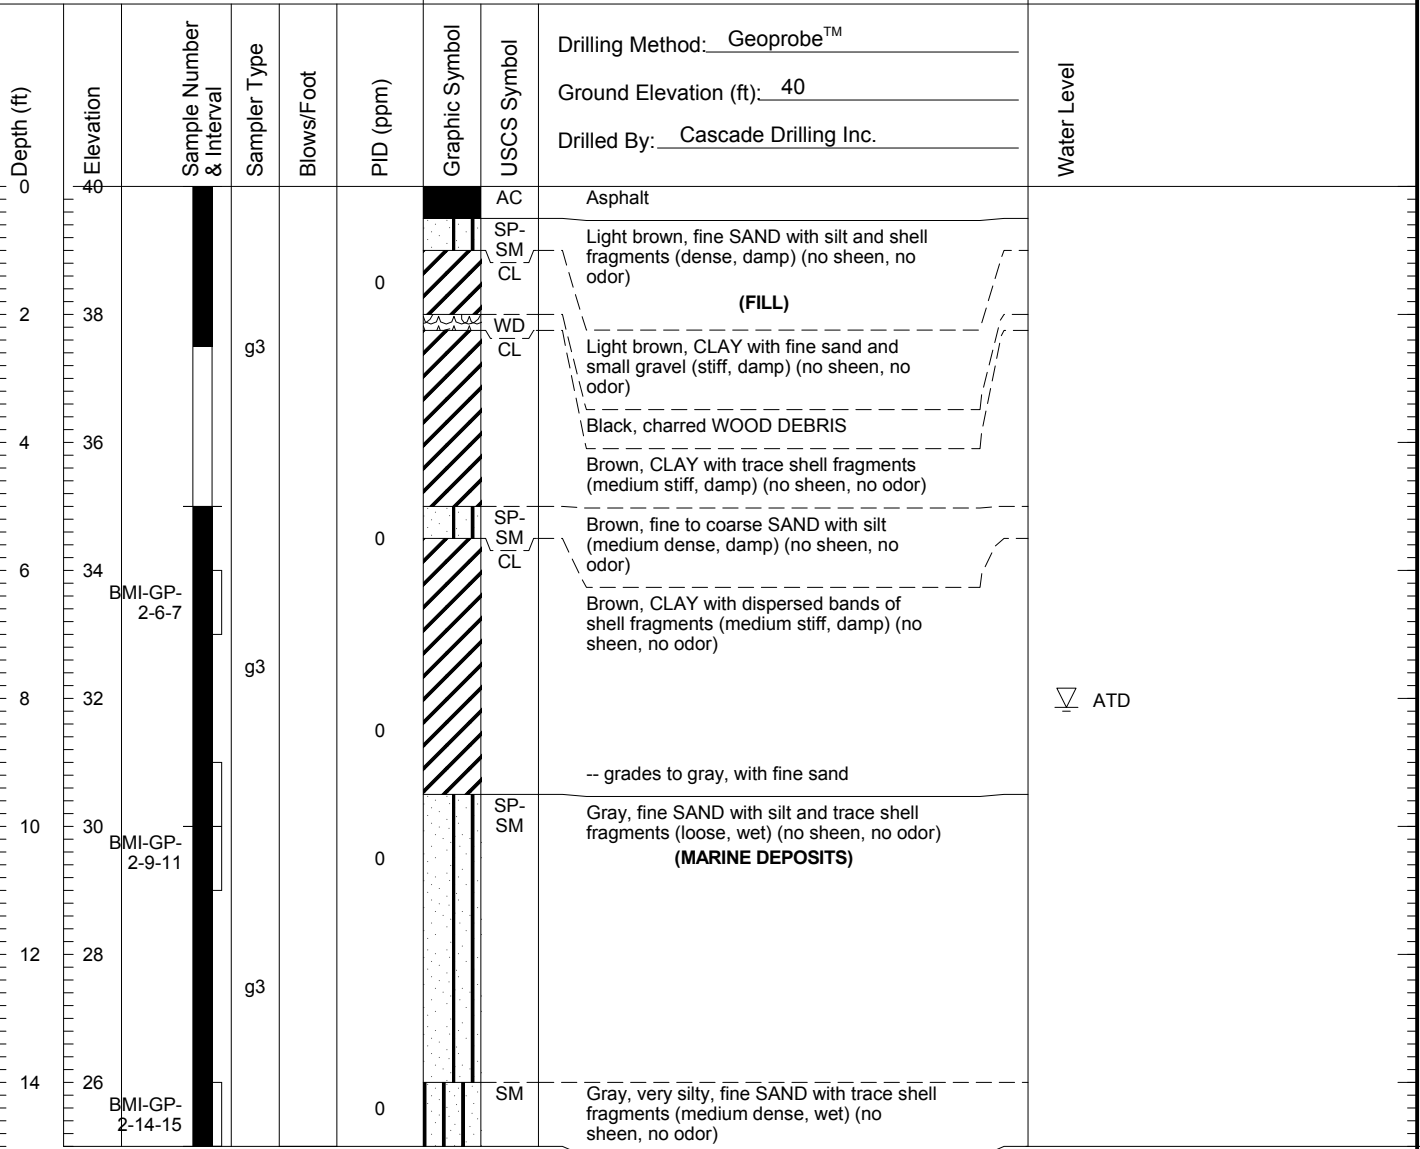 Depth (ft)
Elevation
Sample Number
& Interval
Sampler Type
Blows/Foot
PID (ppm)
Graphic Symbol
USCS Symbol
Drilling Method: Geoprobe™
Ground Elevation (ft): 40
Drilled By: Cascade Drilling Inc.
Water Level
0
40
AC
Asphalt
SP-
SM
Light brown, fine SAND with silt and shell
fragments (dense, damp) (no sheen, no
odor)
(FILL)
CL
0
2
38
WD
CL
g3
Light brown, CLAY with fine sand and
small gravel (stiff, damp) (no sheen, no
odor)
Black, charred WOOD DEBRIS
4
36
Brown, CLAY with trace shell fragments
(medium stiff, damp) (no sheen, no odor)
SP-
SM
Brown, fine to coarse SAND with silt
(medium dense, damp) (no sheen, no
odor)
0
CL
6
34
BMI-GP-
2-6-7
Brown, CLAY with dispersed bands of
shell fragments (medium stiff, damp) (no
sheen, no odor)
g3
8
32
ATD
0
-- grades to gray, with fine sand
SP-
SM
Gray, fine SAND with silt and trace shell
fragments (loose, wet) (no sheen, no odor)
(MARINE DEPOSITS)
10
30
BMI-GP-
2-9-11
0
12
28
g3
14
26
SM
Gray, very silty, fine SAND with trace shell
fragments (medium dense, wet) (no
sheen, no odor)
BMI-GP-
2-14-15
0